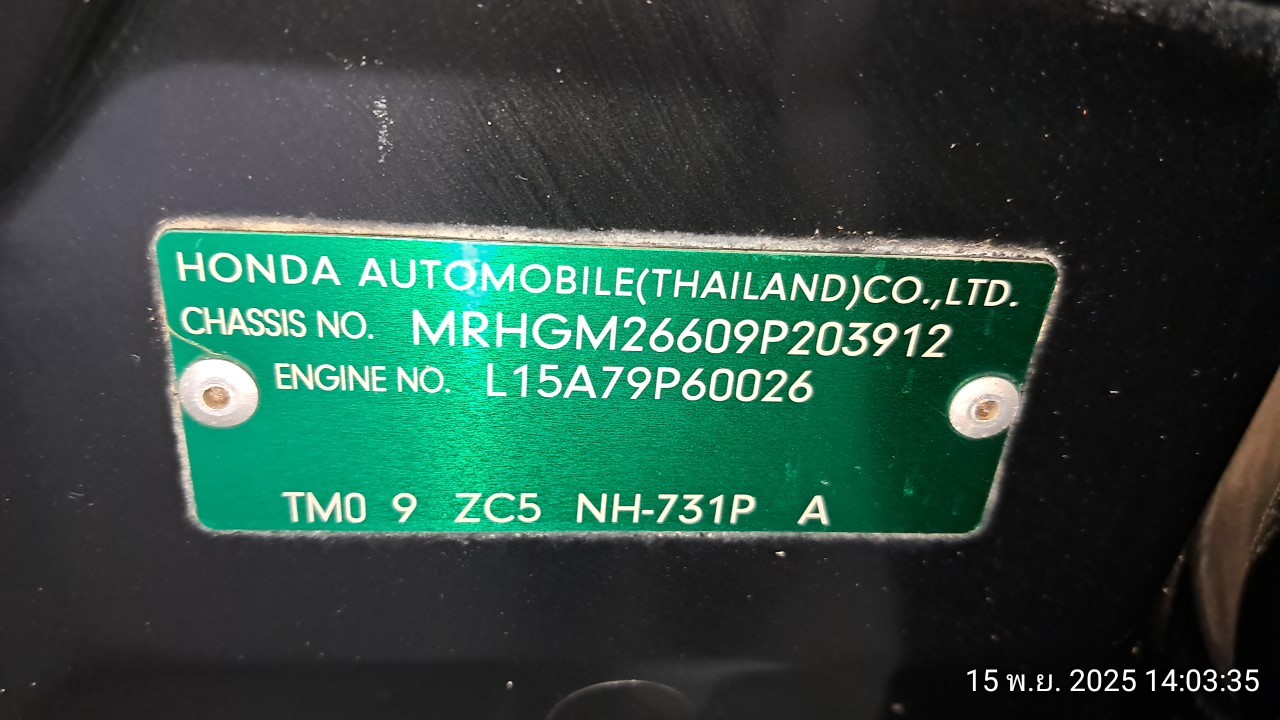 HONDA AUTOMOBILE(THAILAND)CO.,LTD.
CHASSIS NO. MRHGM26609P203912
ENGINE NO. L15A79P60026
TM0 9 ZC5 NH-731P A
15 พ.ย. 2025 14:03:35